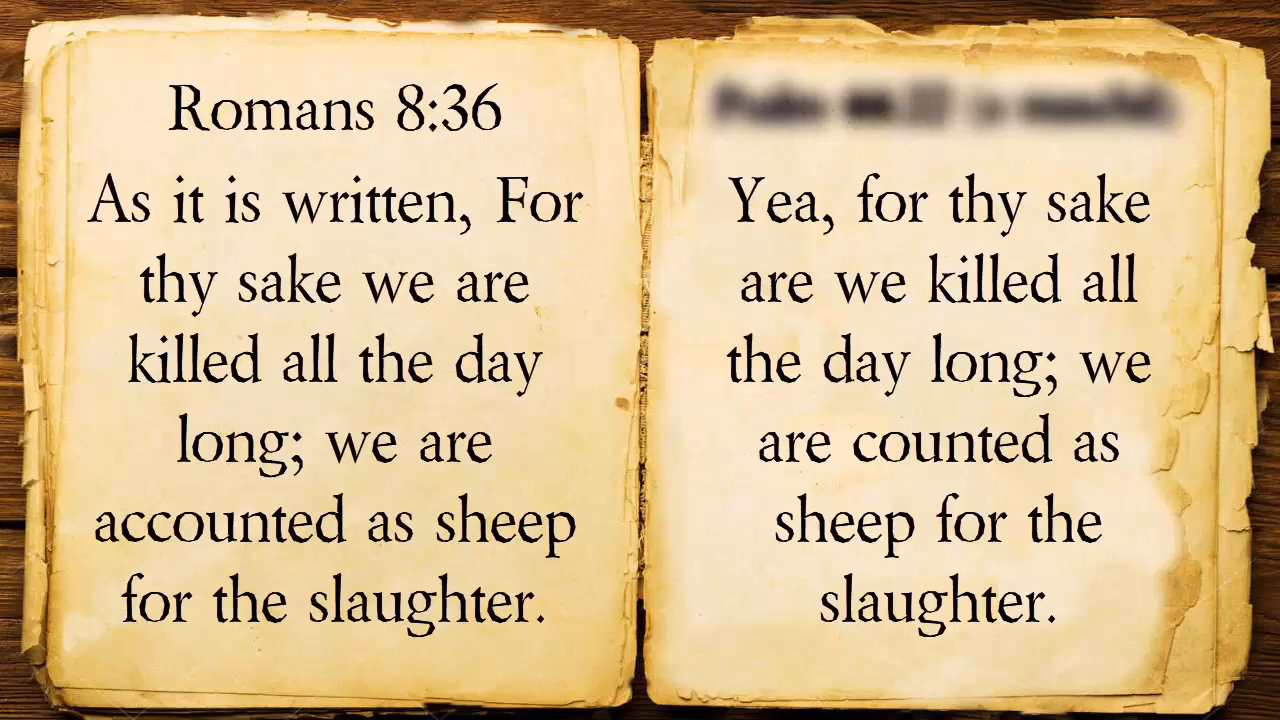 Romans 8:36
As it is written, For
thy sake we are
killed all the day
long; we are
accounted as sheep
for the slaughter.
Yea, for thy sake
are we killed all
the day long; we
are counted as
sheep for the
slaughter.